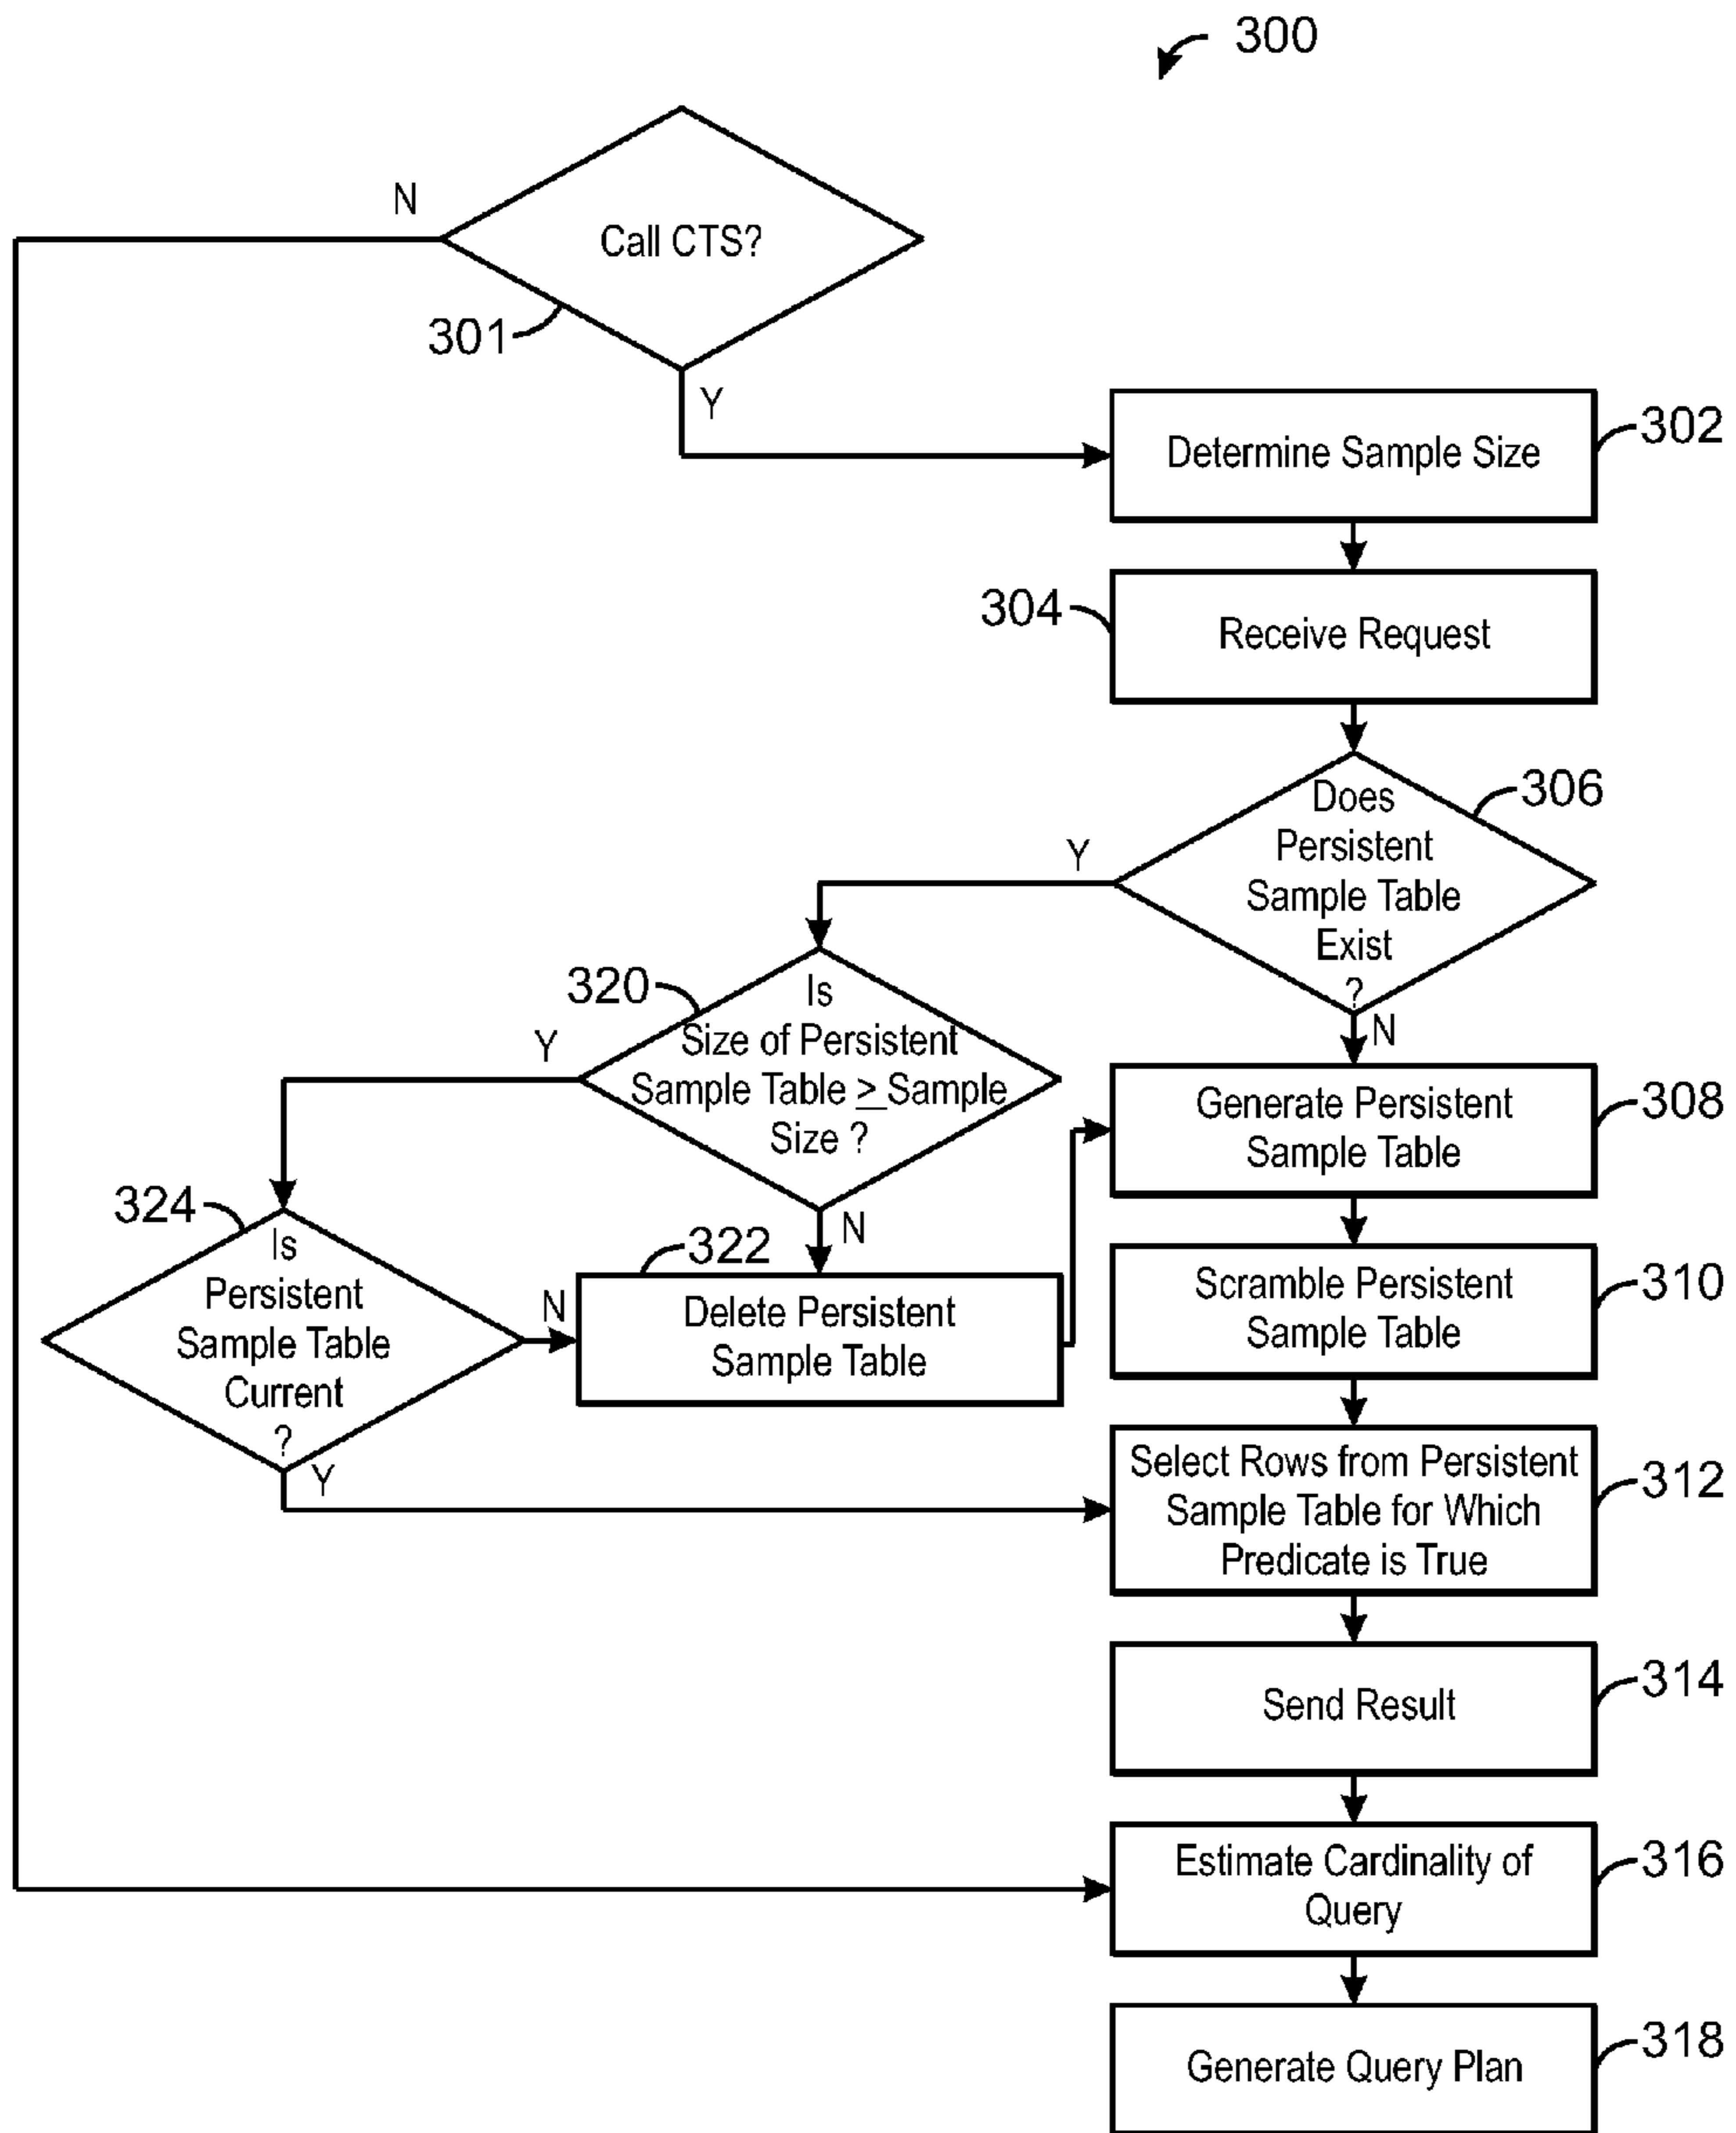 300
N
Call CTS?
301
Y
Determine Sample Size
302
304
Receive Request
306
Does
Persistent
Sample Table
Exist
?
Y
N
320
Is
Size of Persistent
Sample Table ≥ Sample
Size ?
Y
N
Generate Persistent
Sample Table
308
324
Is
Persistent
Sample Table
Current
?
N
Y
322
Delete Persistent
Sample Table
Scramble Persistent
Sample Table
310
Select Rows from Persistent
Sample Table for Which
Predicate is True
312
Send Result
314
Estimate Cardinality of
Query
316
Generate Query Plan
318